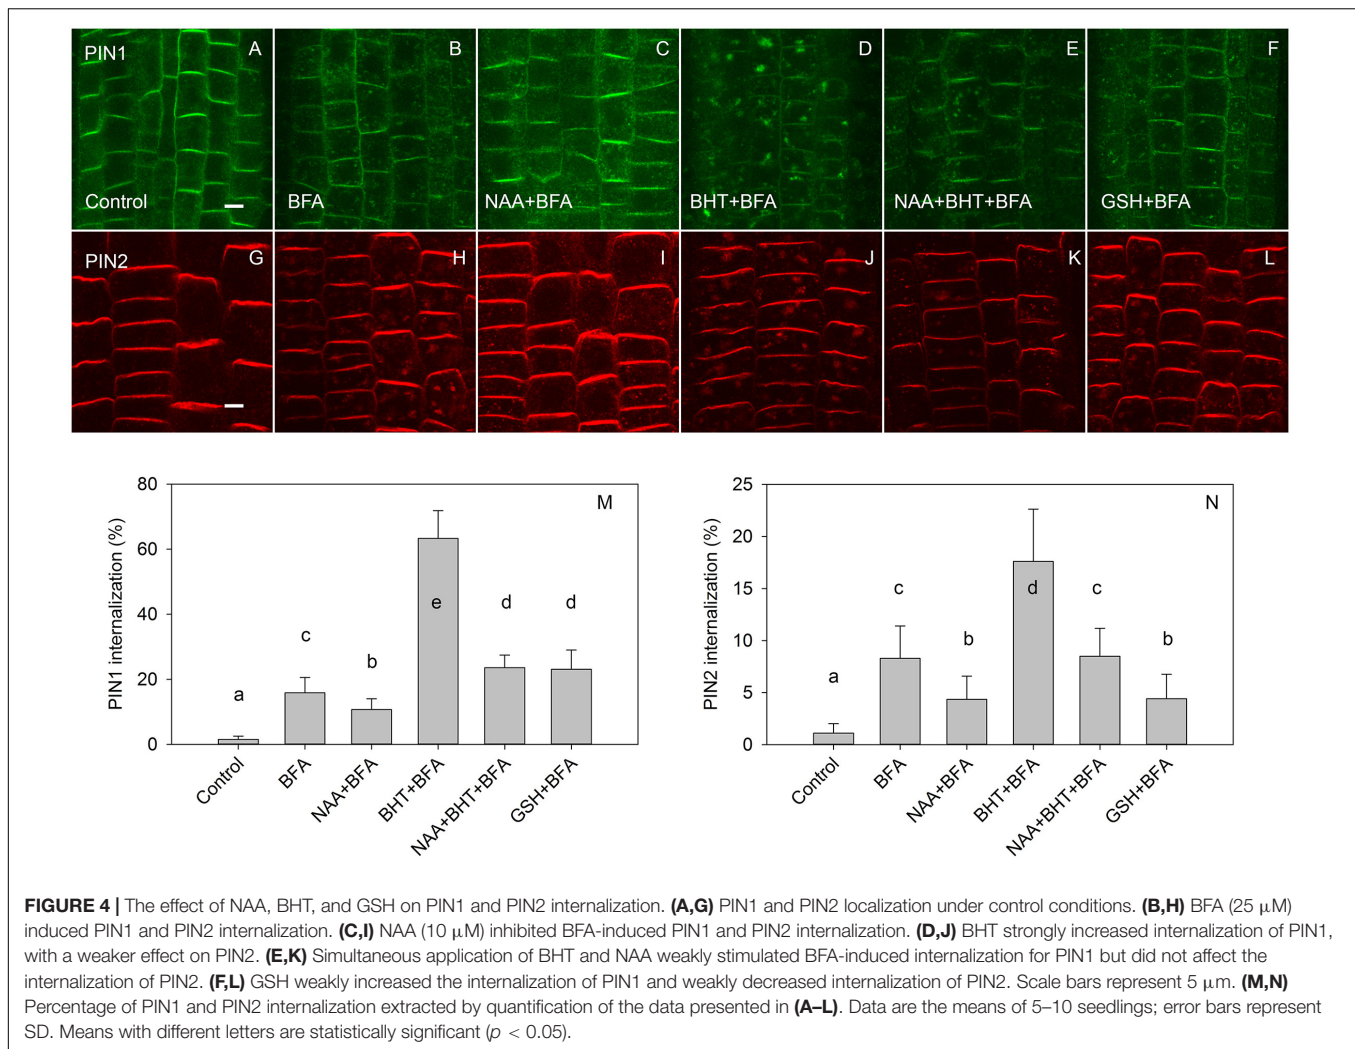 PIN1 A B C D E F
Control BFA NAA+BFA BHT+BFA NAA+BHT+BFA GSH+BFA
PIN2 G H I J K L
80
60
40
20
0
PIN1 internalization (%)
M
a c b e d d
Control BFA NAA+BFA BHT+BFA NAA+BHT+BFA GSH+BFA
25
20
15
10
5
0
PIN2 internalization (%)
N
a c b d c b
Control BFA NAA+BFA BHT+BFA NAA+BHT+BFA GSH+BFA
FIGURE 4 | The effect of NAA, BHT, and GSH on PIN1 and PIN2 internalization. (A,G) PIN1 and PIN2 localization under control conditions. (B,H) BFA (25 μM)
induced PIN1 and PIN2 internalization. (C,I) NAA (10 μM) inhibited BFA-induced PIN1 and PIN2 internalization. (D,J) BHT strongly increased internalization of PIN1,
with a weaker effect on PIN2. (E,K) Simultaneous application of BHT and NAA weakly stimulated BFA-induced internalization for PIN1 but did not affect the
internalization of PIN2. (F,L) GSH weakly increased the internalization of PIN1 and weakly decreased internalization of PIN2. Scale bars represent 5 μm. (M,N)
Percentage of PIN1 and PIN2 internalization extracted by quantification of the data presented in (A–L). Data are the means of 5–10 seedlings; error bars represent
SD. Means with different letters are statistically significant (p < 0.05).